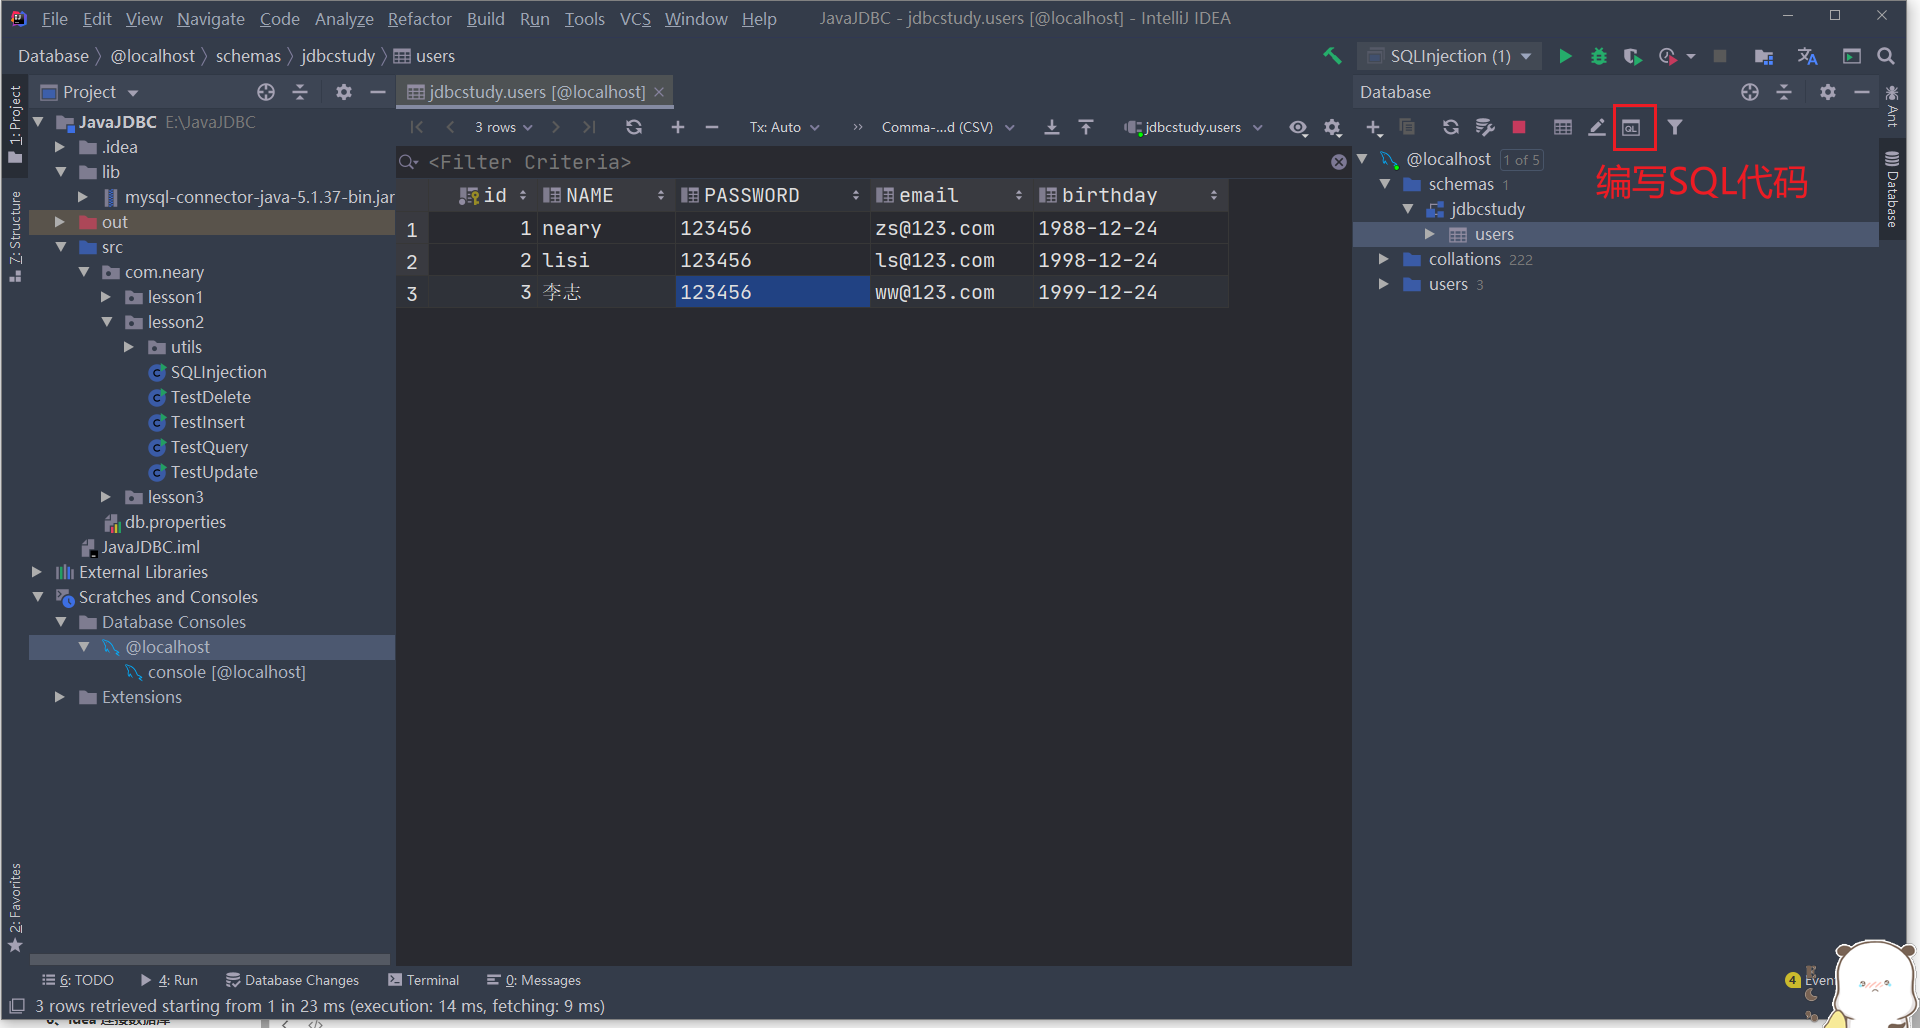 File Edit View Navigate Code Analyze Refactor Build Run Tools VCS Window Help JavaJDBC - jdbcstudy.users [@localhost] - IntelliJ IDEA
Database @localhost schemas jdbcstudy users SQLInjection (1)
Project
jdbcstudy.users [@localhost]
Database
3 rows Tx: Auto Comma-...d (CSV) jdbcstudy.users
<Filter Criteria>
id NAME PASSWORD email birthday
1 1 neary 123456 zs@123.com 1988-12-24
2 2 lisi 123456 ls@123.com 1998-12-24
3 3 李志 123456 ww@123.com 1999-12-24
JavaJDBC E:\JavaJDBC
.idea
lib
mysql-connector-java-5.1.37-bin.jar
out
src
com.neary
lesson1
lesson2
utils
SQLInjection
TestDelete
TestInsert
TestQuery
TestUpdate
lesson3
db.properties
JavaJDBC.iml
External Libraries
Scratches and Consoles
Database Consoles
@localhost
console [@localhost]
Extensions
QL
编写SQL代码
@localhost 1 of 5
schemas 1
jdbcstudy
users
collations 222
users 3
1: Project
7: Structure
2: Favorites
Ant
Database
6: TODO 4: Run Database Changes Terminal 0: Messages
4 Even
3 rows retrieved starting from 1 in 23 ms (execution: 14 ms, fetching: 9 ms)